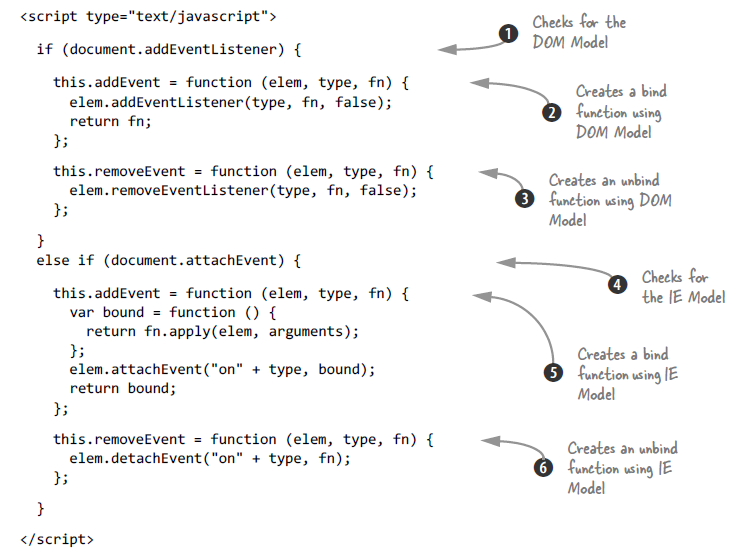 <script type="text/javascript">
if (document.addEventListener) {
1 Checks for the
DOM Model
this.addEvent = function (elem, type, fn) {
elem.addEventListener(type, fn, false);
return fn;
};
2 Creates a bind
function using
DOM Model
this.removeEvent = function (elem, type, fn) {
elem.removeEventListener(type, fn, false);
};
3 Creates an unbind
function using DOM
Model
}
else if (document.attachEvent) {
4 Checks for
the IE Model
this.addEvent = function (elem, type, fn) {
var bound = function () {
return fn.apply(elem, arguments);
};
elem.attachEvent("on" + type, bound);
return bound;
};
5 Creates a bind
function using IE
Model
this.removeEvent = function (elem, type, fn) {
elem.detachEvent("on" + type, fn);
};
6 Creates an unbind
function using IE
Model
}
</script>